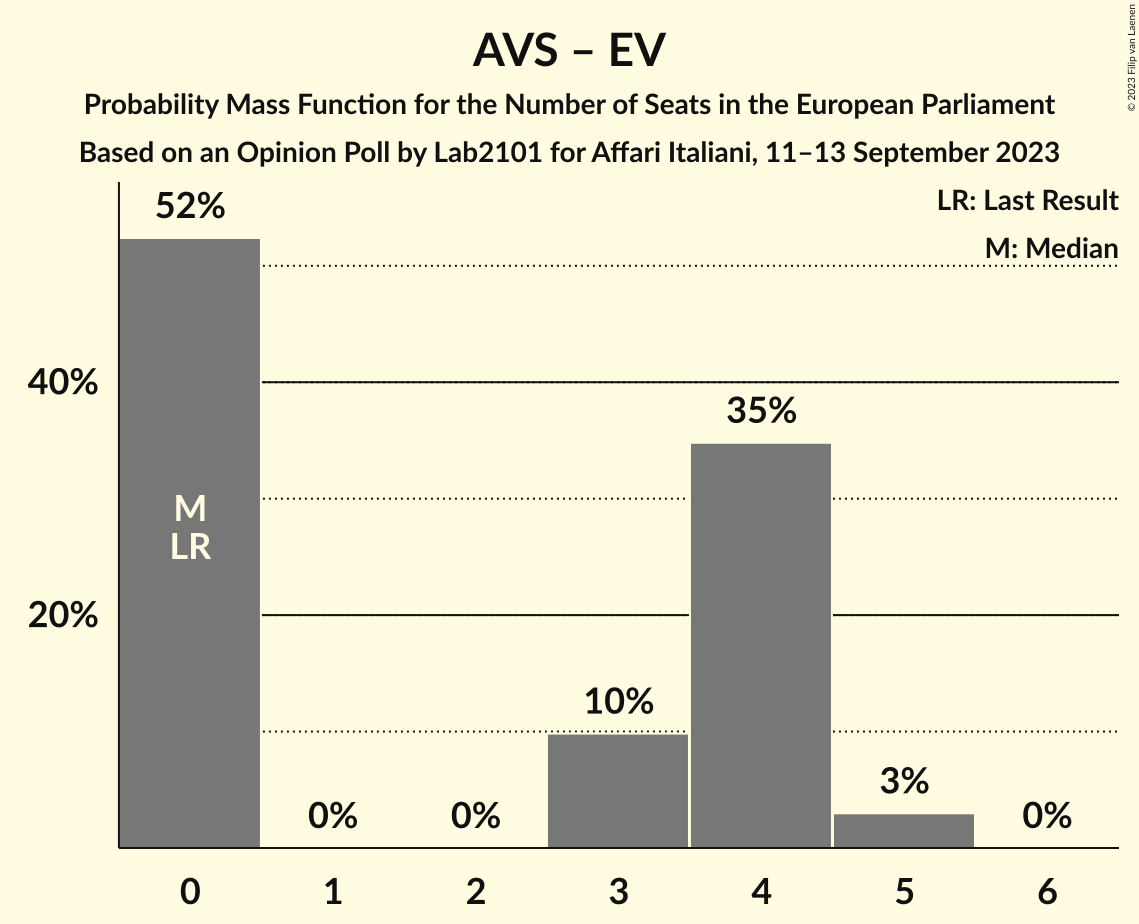 AVS – EV
Probability Mass Function for the Number of Seats in the European Parliament
Based on an Opinion Poll by Lab2101 for Affari Italiani, 11–13 September 2023
© 2023 Filip van Laenen
LR: Last Result
M: Median
52%
40%
35%
M
LR
20%
10%
3%
0%
0%
0%
0
1
2
3
4
5
6